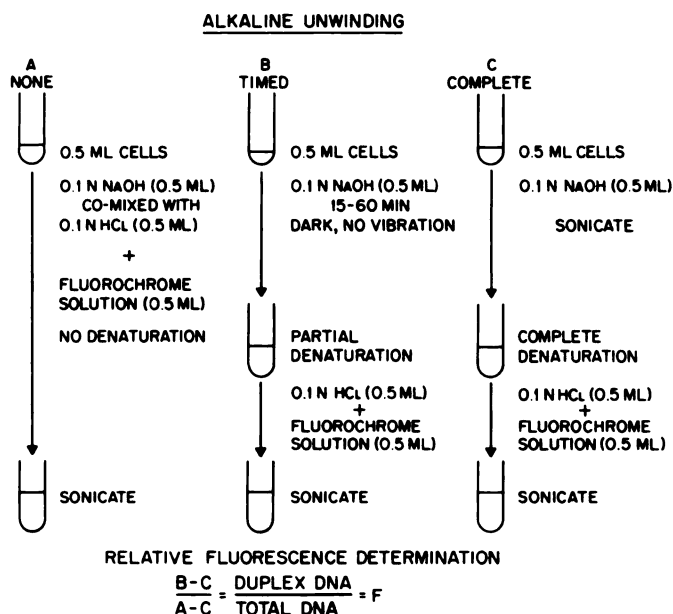 ALKALINE UNWINDING
A
NONE
0.5 ML CELLS
0.1 N NAOH (0.5 ML)
CO-MIXED WITH
0.1 N HCL (0.5 ML)
+
FLUOROCHROME
SOLUTION (0.5 ML)
NO DENATURATION
SONICATE
B
TIMED
0.5 ML CELLS
0.1 N NAOH (0.5 ML)
15-60 MIN
DARK, NO VIBRATION
PARTIAL
DENATURATION
0.1 N HCL (0.5 ML)
+
FLUOROCHROME
SOLUTION (0.5 ML)
SONICATE
C
COMPLETE
0.5 ML CELLS
0.1 N NAOH (0.5 ML)
SONICATE
COMPLETE
DENATURATION
0.1 N HCL (0.5 ML)
+
FLUOROCHROME
SOLUTION (0.5 ML)
SONICATE
RELATIVE FLUORESCENCE DETERMINATION
B-C / A-C = DUPLEX DNA / TOTAL DNA = F